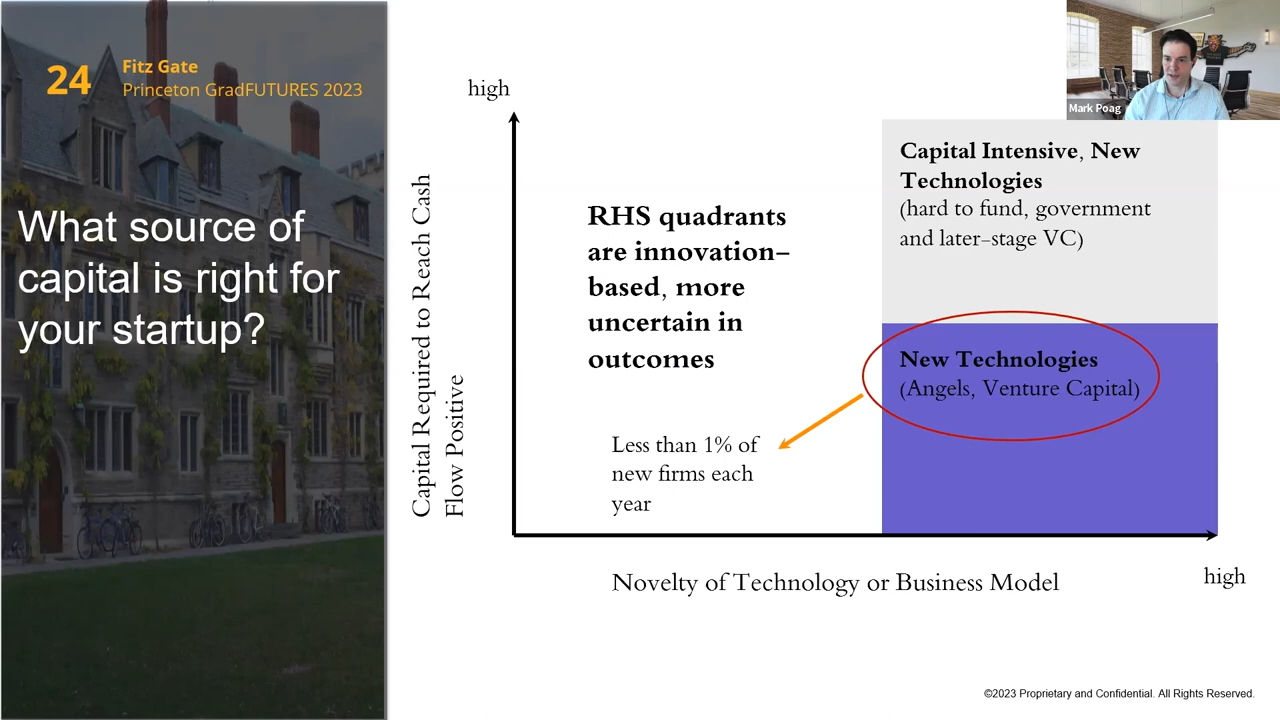 24
Fitz Gate
Princeton GradFUTURES 2023
What source of
capital is right for
your startup?
high
Capital Required to Reach Cash
Flow Positive
RHS quadrants
are innovation-
based, more
uncertain in
outcomes
Less than 1% of
new firms each
year
Capital Intensive, New
Technologies
(hard to fund, government
and later-stage VC)
New Technologies
(Angels, Venture Capital)
Novelty of Technology or Business Model
high
Mark Poag
©2023 Proprietary and Confidential. All Rights Reserved.